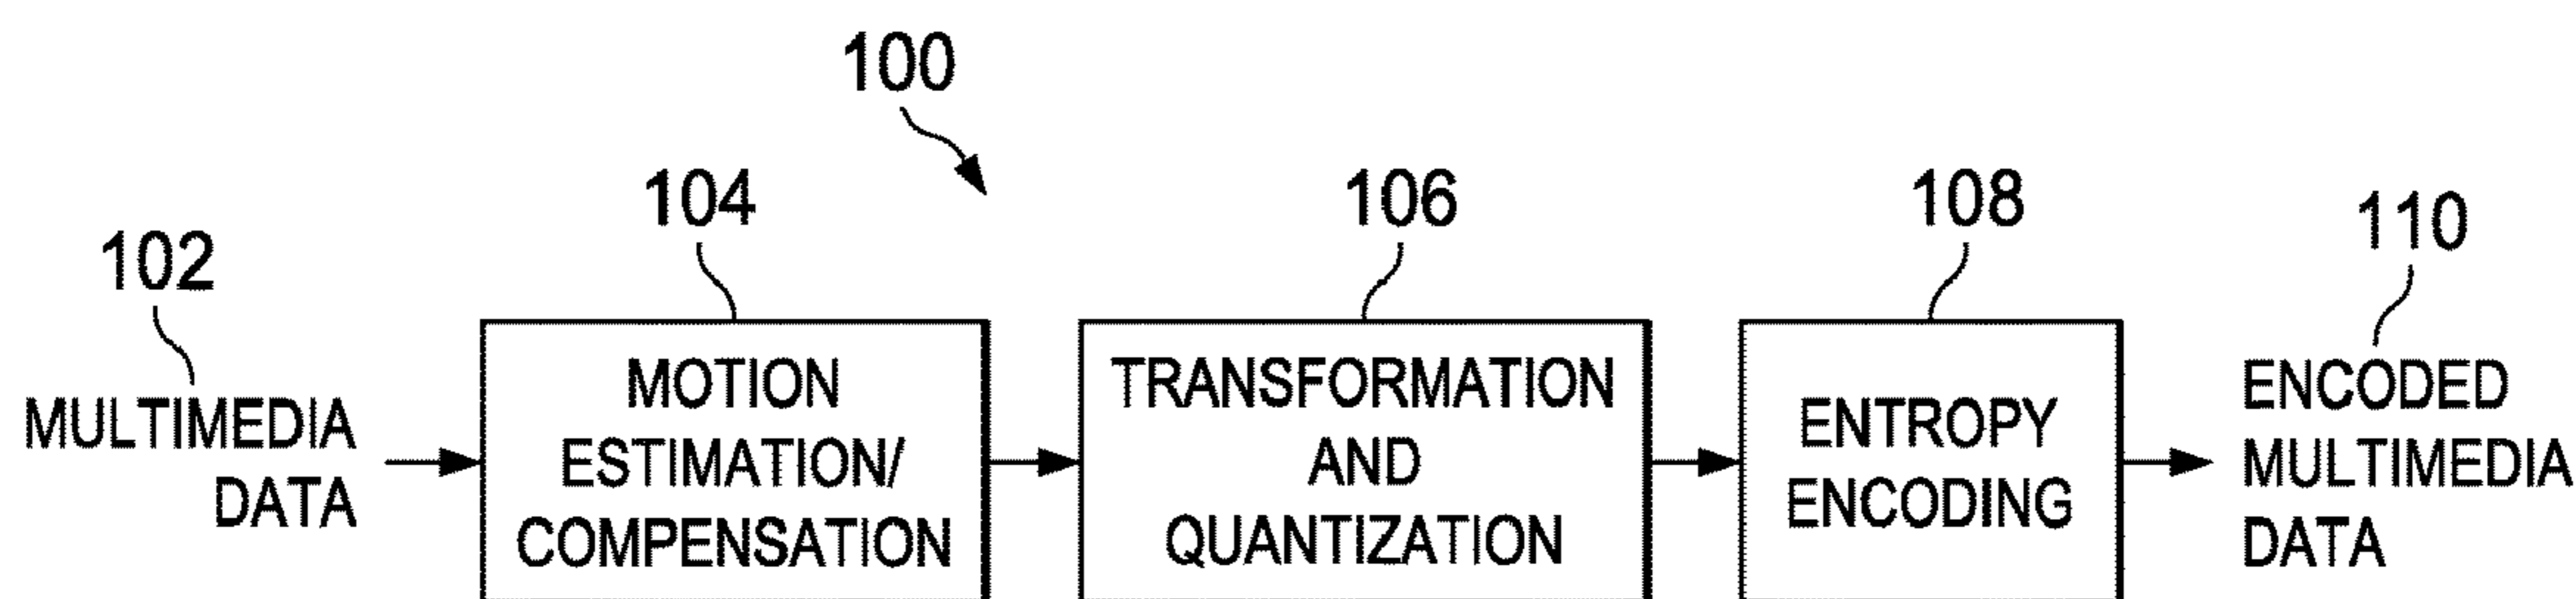 100
102
MULTIMEDIA
DATA
104
MOTION
ESTIMATION/
COMPENSATION
106
TRANSFORMATION
AND
QUANTIZATION
108
ENTROPY
ENCODING
110
ENCODED
MULTIMEDIA
DATA